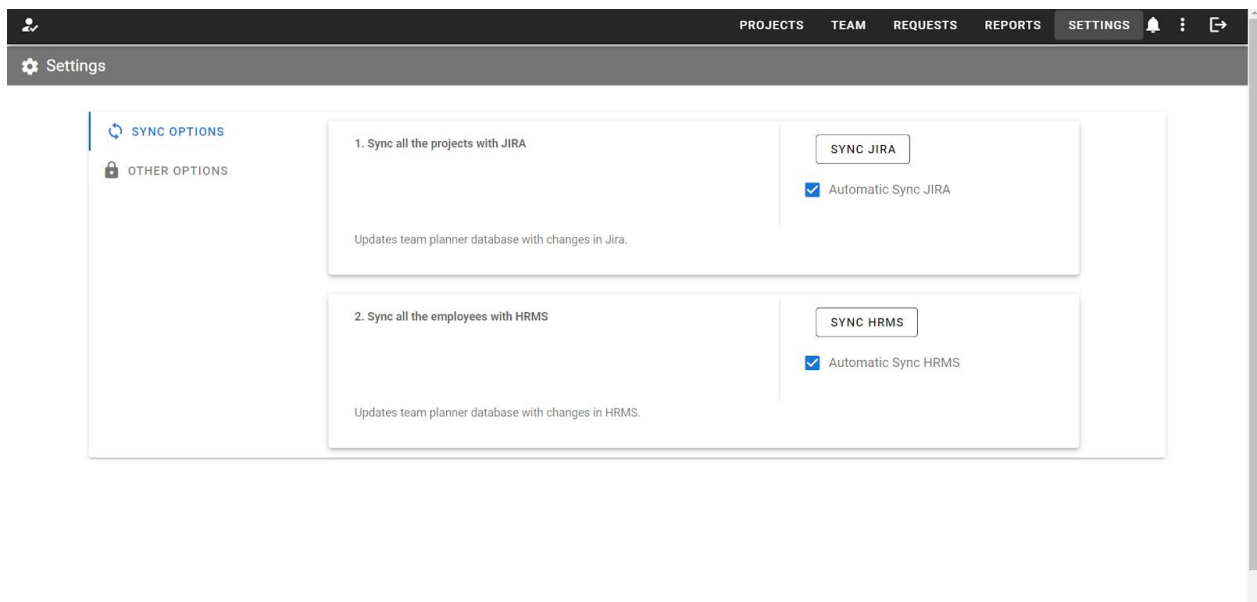 PROJECTS TEAM REQUESTS REPORTS SETTINGS
Settings
SYNC OPTIONS
OTHER OPTIONS
1. Sync all the projects with JIRA
SYNC JIRA
Automatic Sync JIRA
Updates team planner database with changes in Jira.
2. Sync all the employees with HRMS
SYNC HRMS
Automatic Sync HRMS
Updates team planner database with changes in HRMS.